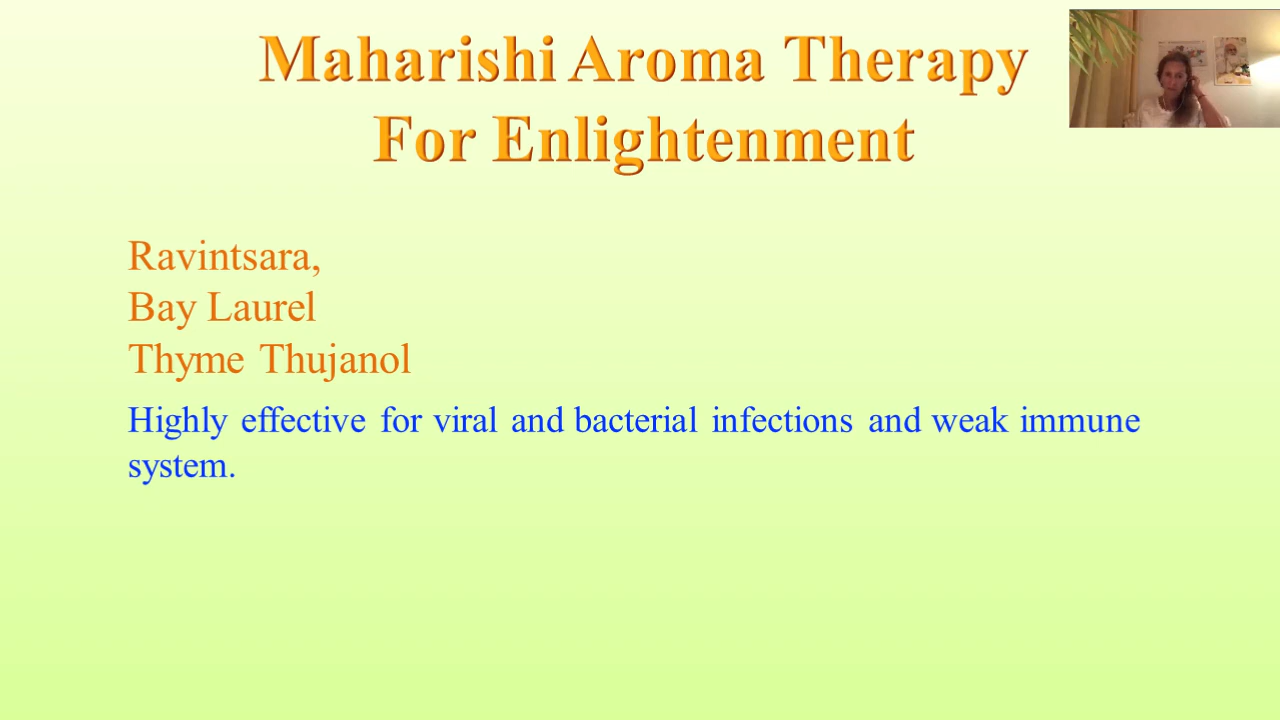 Maharishi Aroma Therapy
For Enlightenment
Ravintsara,
Bay Laurel
Thyme Thujanol
Highly effective for viral and bacterial infections and weak immune
system.